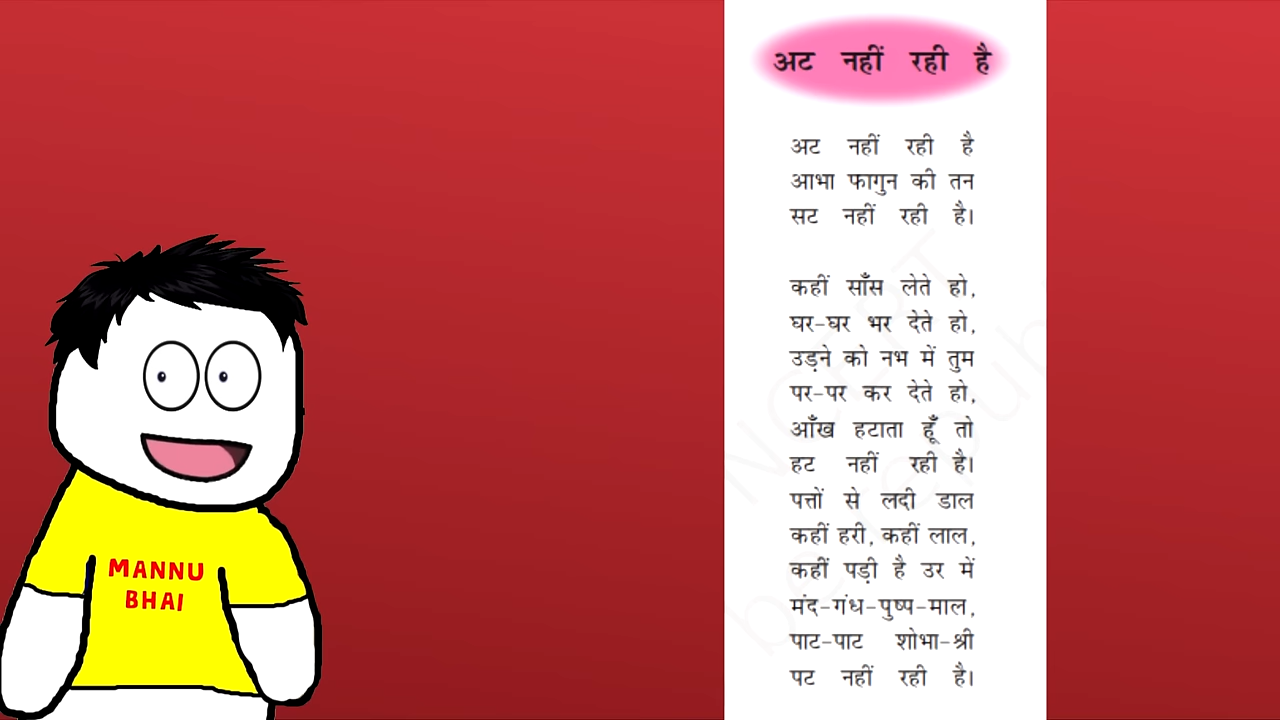 अट नहीं रही है
अट नहीं रही है
आभा फागुन की तन
सट नहीं रही है।
कहीं साँस लेते हो,
घर-घर भर देते हो,
उड़ने को नभ में तुम
पर-पर कर देते हो,
आँख हटाता हूँ तो
हट नहीं रही है।
पत्तों से लदी डाल
कहीं हरी, कहीं लाल,
कहीं पड़ी है उर में
मंद-गंध-पुष्प-माल,
पाट-पाट शोभा-श्री
पट नहीं रही है।
MANNU
BHAI